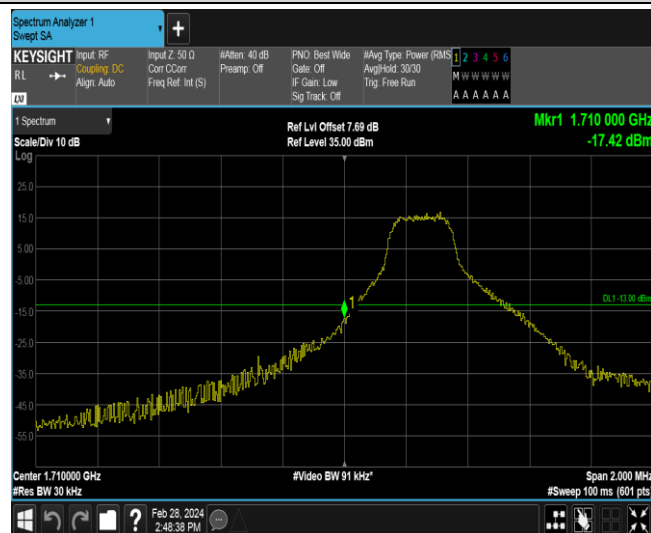 Spectrum Analyzer 1
Swept SA
+
KEYSIGHT
RL
LXI
Input: RF
Coupling: DC
Align: Auto
Input Z: 50 Ω
Corr CCorr
Freq Ref: Int (S)
#Atten: 40 dB
Preamp: Off
PNO: Best Wide
Gate: Off
IF Gain: Low
Sig Track: Off
#Avg Type: Power (RMS
Avg|Hold: 30/30
Trig: Free Run
1 2 3 4 5 6
M W W W W W
A A A A A A
1 Spectrum
Scale/Div 10 dB
Log
Ref Lvl Offset 7.69 dB
Ref Level 35.00 dBm
Mkr1 1.710 000 GHz
-17.42 dBm
25.0
15.0
5.00
-5.00
-15.0
-25.0
-35.0
-45.0
-55.0
1
DL1 -13.00 dBm
Center 1.710000 GHz
#Res BW 30 kHz
#Video BW 91 kHz*
Span 2.000 MHz
#Sweep 100 ms (601 pts
?
Feb 28, 2024
2:48:38 PM